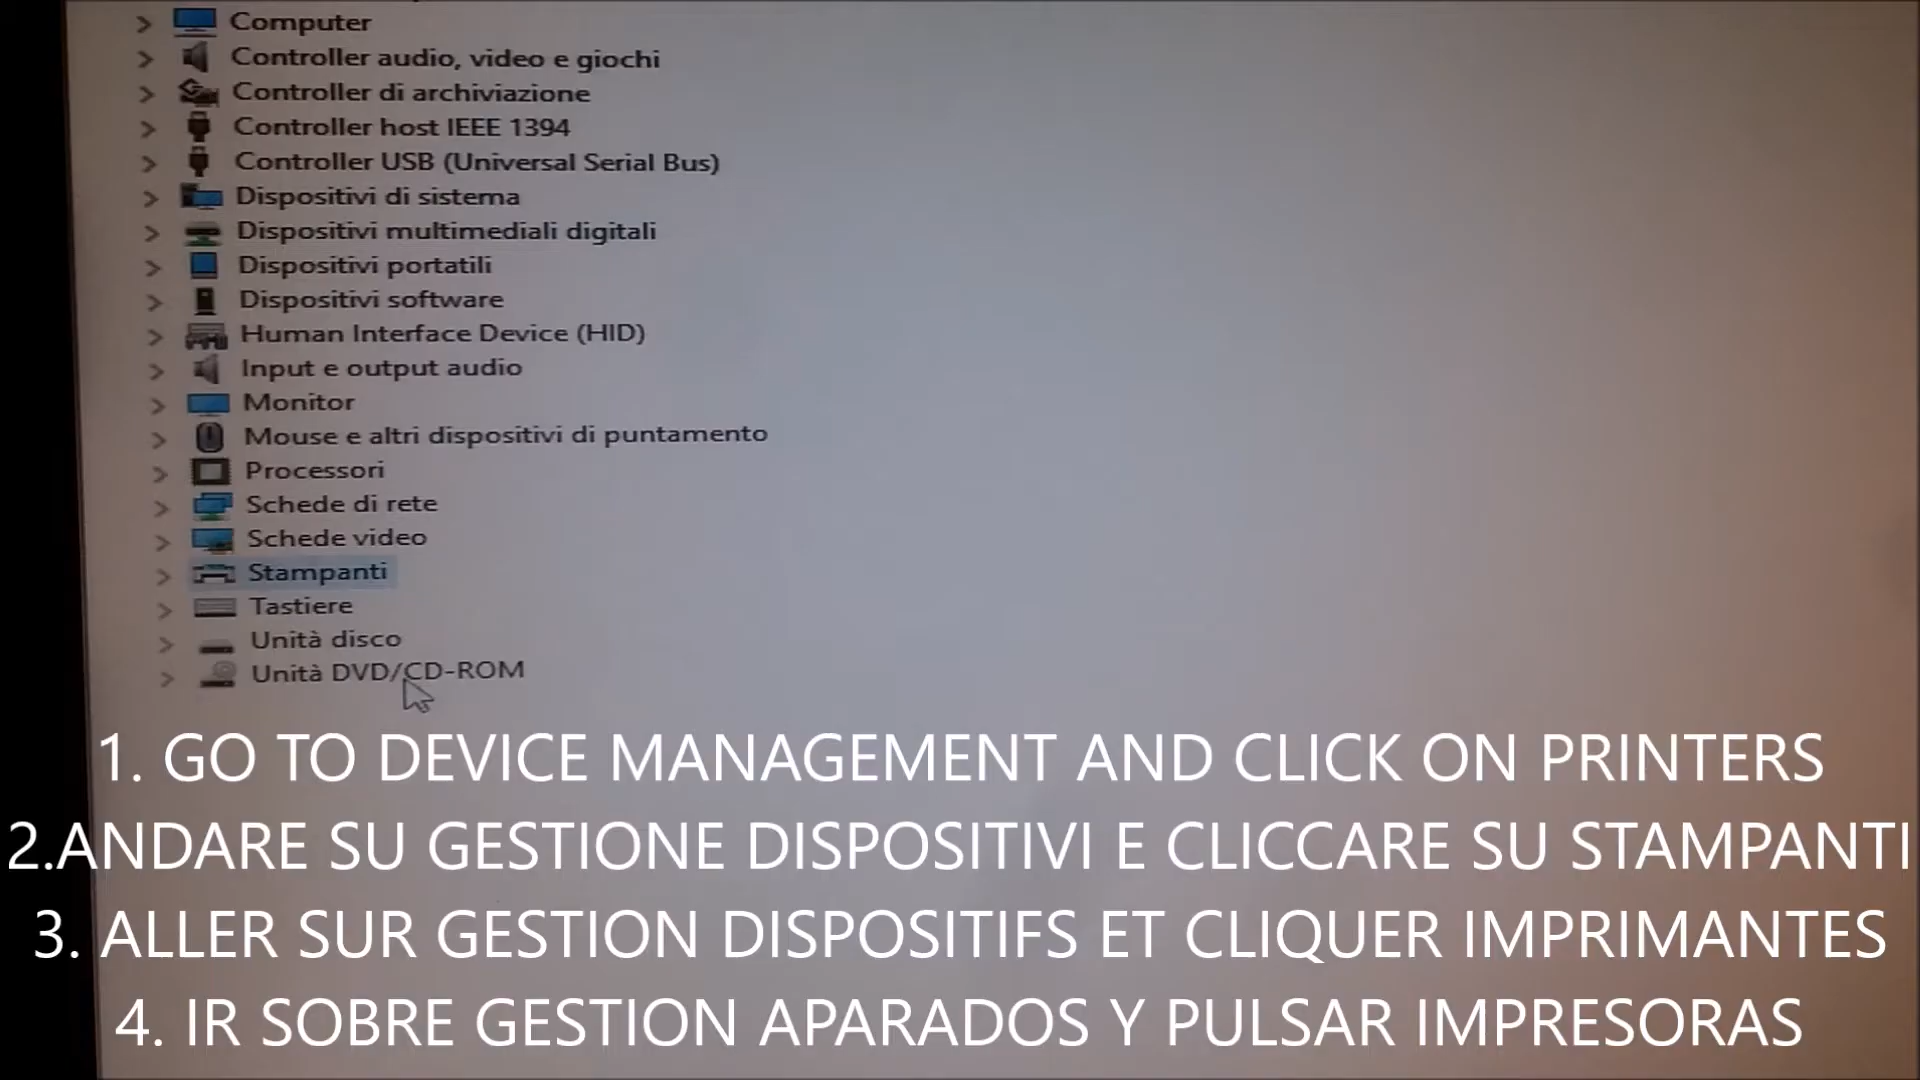 Computer
Controller audio, video e giochi
Controller di archiviazione
Controller host IEEE 1394
Controller USB (Universal Serial Bus)
Dispositivi di sistema
Dispositivi multimediali digitali
Dispositivi portatili
Dispositivi software
Human Interface Device (HID)
Input e output audio
Monitor
Mouse e altri dispositivi di puntamento
Processori
Schede di rete
Schede video
Stampanti
Tastiere
Unità disco
Unità DVD/CD-ROM
1. GO TO DEVICE MANAGEMENT AND CLICK ON PRINTERS
2.ANDARE SU GESTIONE DISPOSITIVI E CLICCARE SU STAMPANTI
3. ALLER SUR GESTION DISPOSITIFS ET CLIQUER IMPRIMANTES
4. IR SOBRE GESTION APARADOS Y PULSAR IMPRESORAS